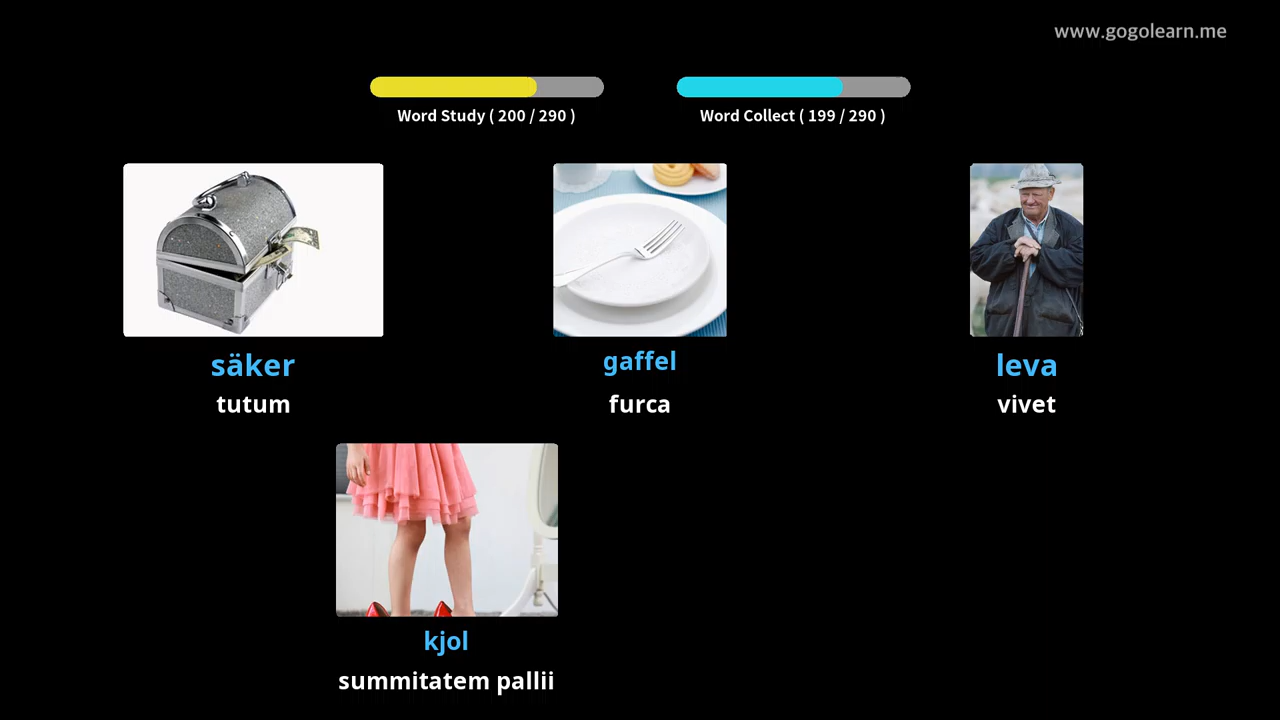 www.gogolearn.me
Word Study ( 200 / 290 )
Word Collect ( 199 / 290 )
säker
gaffel
leva
tutum
furca
vivet
kjol
summitatem pallii